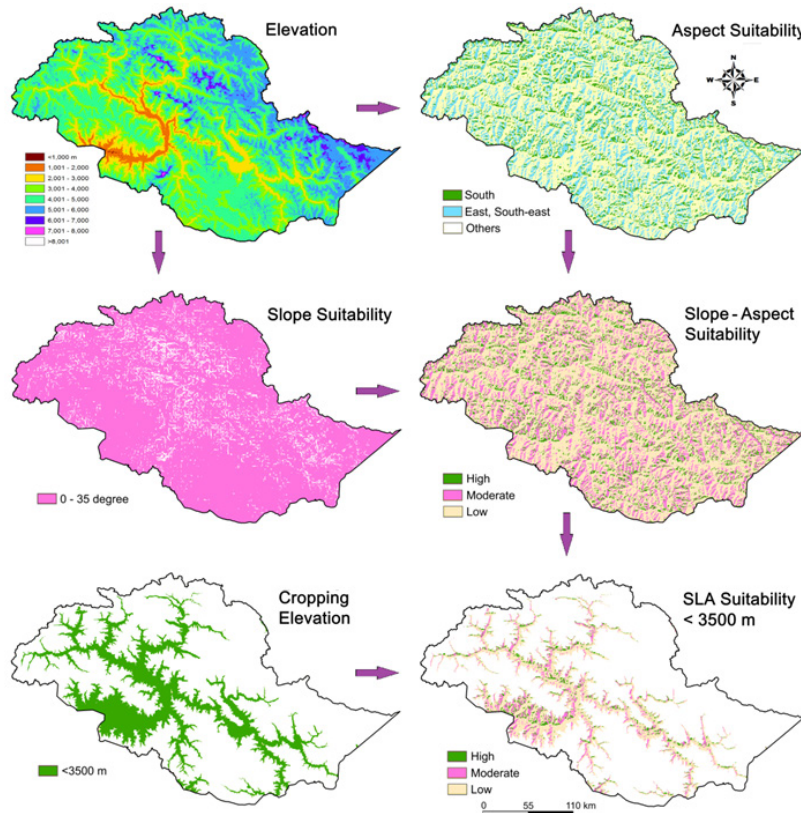 Elevation
<1,000 m
1,001 - 2,000
2,001 - 3,000
3,001 - 4,000
4,001 - 5,000
5,001 - 6,000
6,001 - 7,000
7,001 - 8,000
>8,001
Aspect Suitability
N
W E
S
South
East, South-east
Others
Slope Suitability
0 - 35 degree
Slope - Aspect
Suitability
High
Moderate
Low
Cropping
Elevation
<3500 m
SLA Suitability
< 3500 m
High
Moderate
Low
0 55 110 km